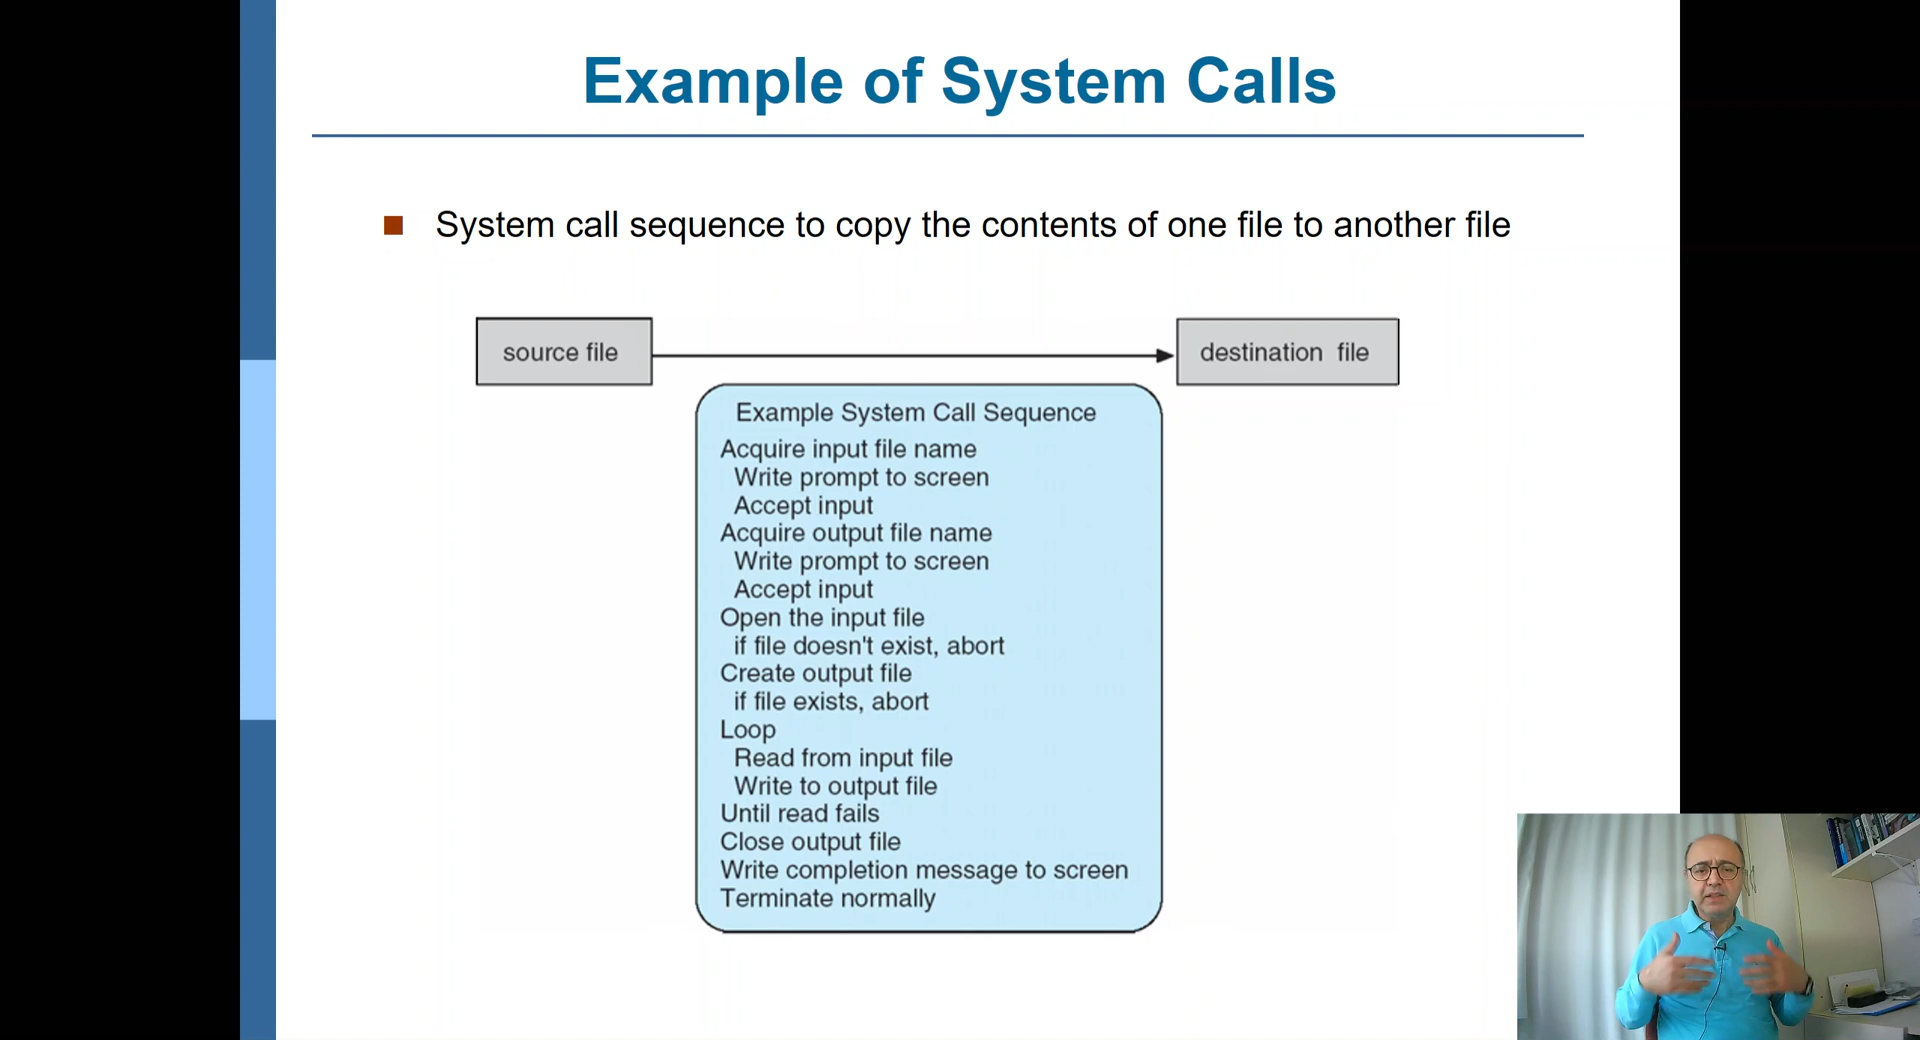 Example of System Calls
System call sequence to copy the contents of one file to another file
source file
destination file
Example System Call Sequence
Acquire input file name
Write prompt to screen
Accept input
Acquire output file name
Write prompt to screen
Accept input
Open the input file
if file doesn't exist, abort
Create output file
if file exists, abort
Loop
Read from input file
Write to output file
Until read fails
Close output file
Write completion message to screen
Terminate normally